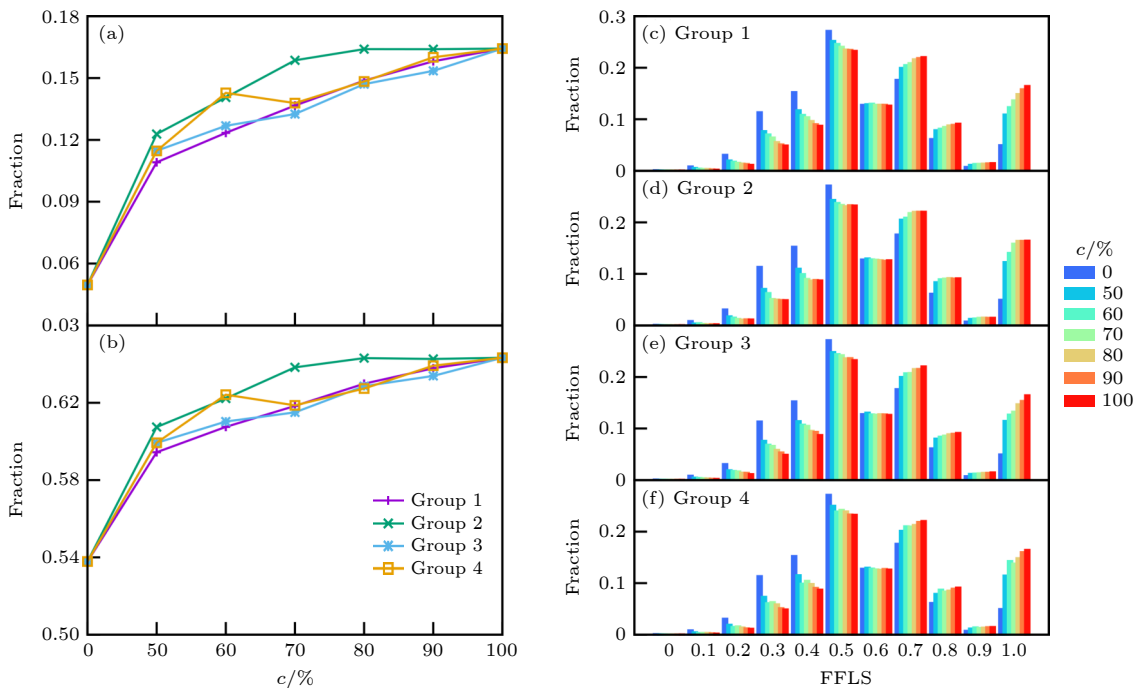 (a)
0.18
0.15
0.12
0.09
0.06
0.03
Fraction
(b)
0.62
0.58
0.54
0.50
Fraction
Group 1
Group 2
Group 3
Group 4
0 50 60 70 80 90 100
c/%
(c) Group 1
0.3
0.2
0.1
0
Fraction
(d) Group 2
0.2
0.1
0
Fraction
(e) Group 3
0.2
0.1
0
Fraction
(f) Group 4
0.2
0.1
0
Fraction
0 0.1 0.2 0.3 0.4 0.5 0.6 0.7 0.8 0.9 1.0
FFLS
c/%
0
50
60
70
80
90
100